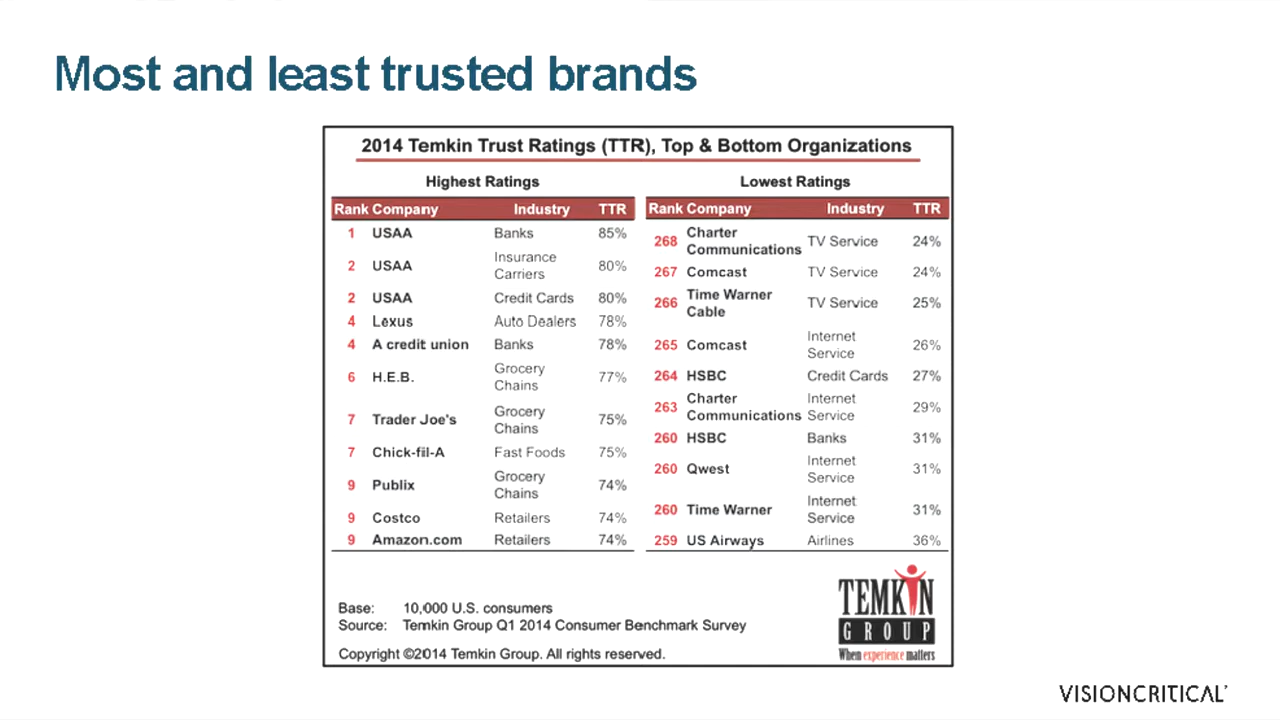 Most and least trusted brands
2014 Temkin Trust Ratings (TTR), Top & Bottom Organizations
Highest Ratings
Rank Company Industry TTR
1 USAA Banks 85%
2 USAA Insurance Carriers 80%
2 USAA Credit Cards 80%
4 Lexus Auto Dealers 78%
4 A credit union Banks 78%
6 H.E.B. Grocery Chains 77%
7 Trader Joe's Grocery Chains 75%
7 Chick-fil-A Fast Foods 75%
9 Publix Grocery Chains 74%
9 Costco Retailers 74%
9 Amazon.com Retailers 74%
Lowest Ratings
Rank Company Industry TTR
268 Charter Communications TV Service 24%
267 Comcast TV Service 24%
266 Time Warner Cable TV Service 25%
265 Comcast Internet Service 26%
264 HSBC Credit Cards 27%
263 Charter Communications Internet Service 29%
260 HSBC Banks 31%
260 Qwest Internet Service 31%
260 Time Warner Internet Service 31%
259 US Airways Airlines 36%
Base: 10,000 U.S. consumers
Source: Temkin Group Q1 2014 Consumer Benchmark Survey
Copyright ©2014 Temkin Group. All rights reserved.
TEMKIN
GROUP
When experience matters
VISIONCRITICAL